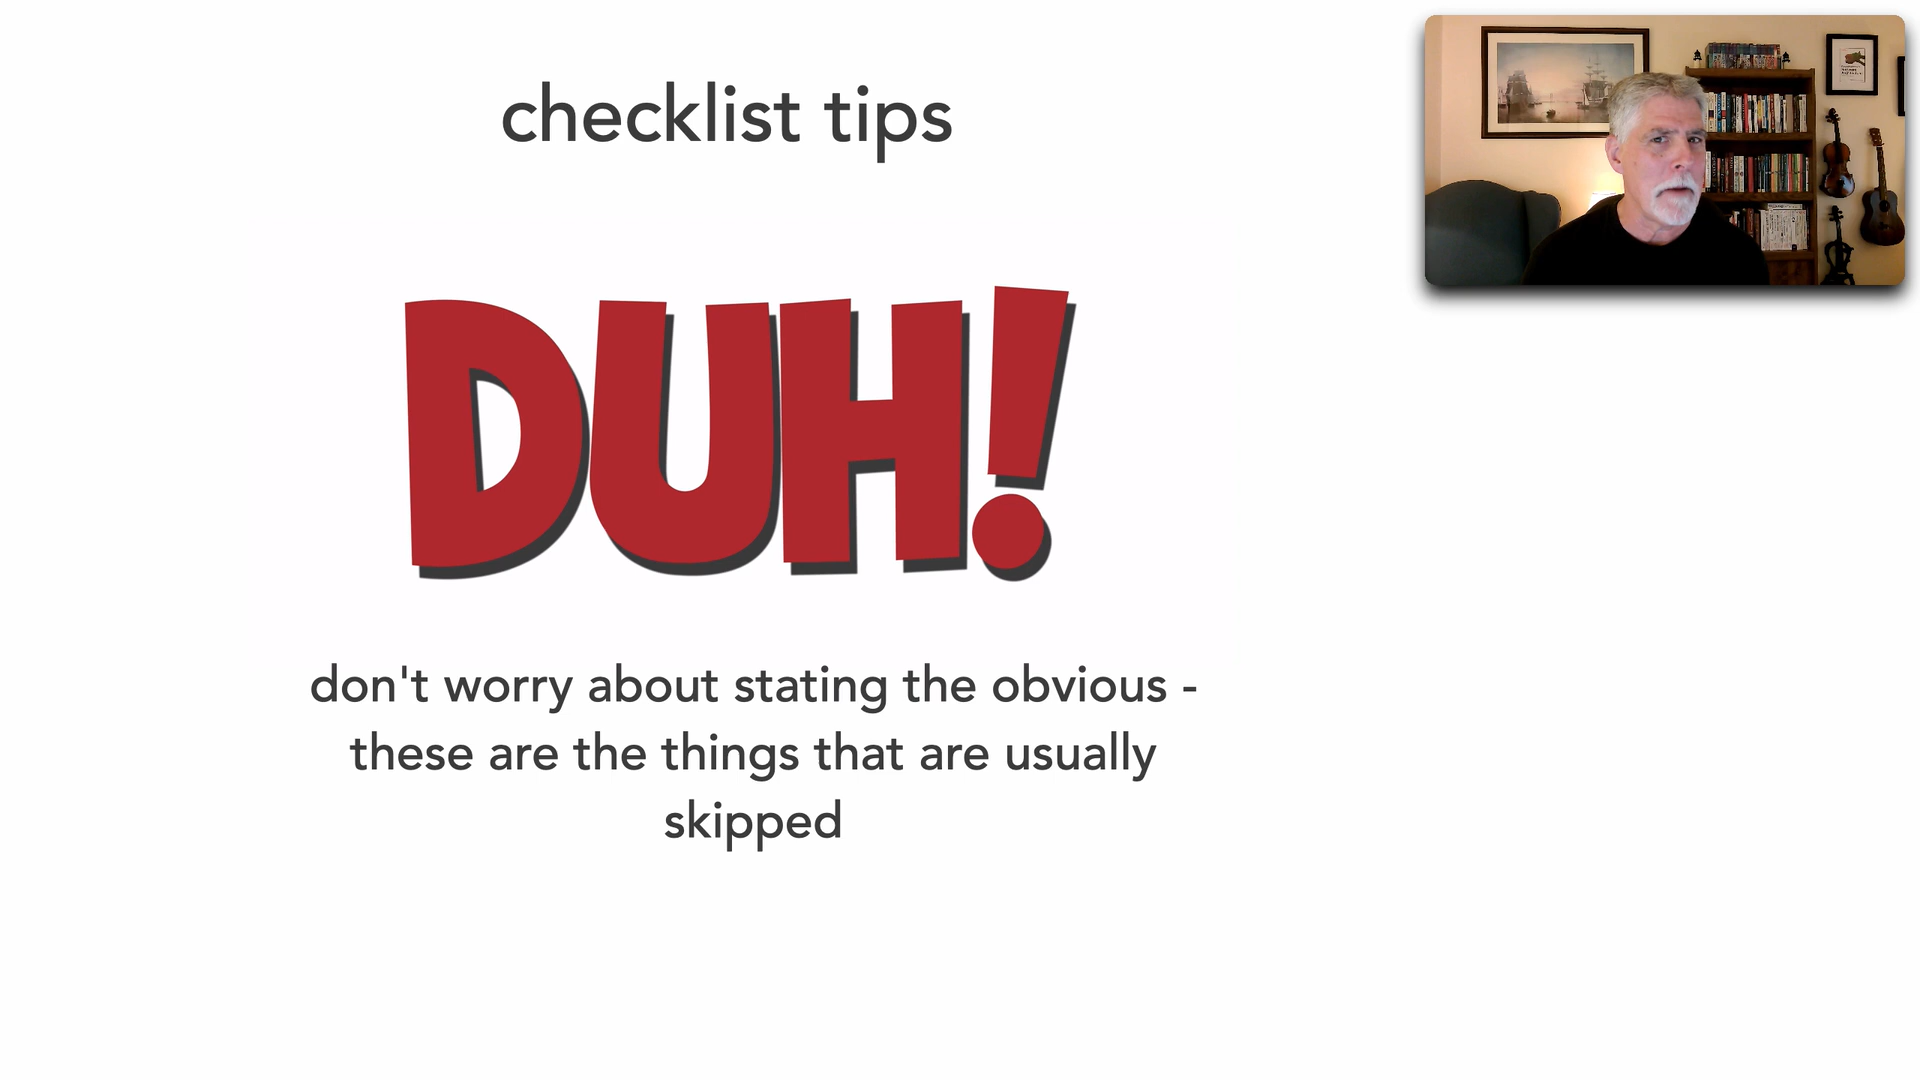 checklist tips
DUH!
don't worry about stating the obvious -
these are the things that are usually
skipped